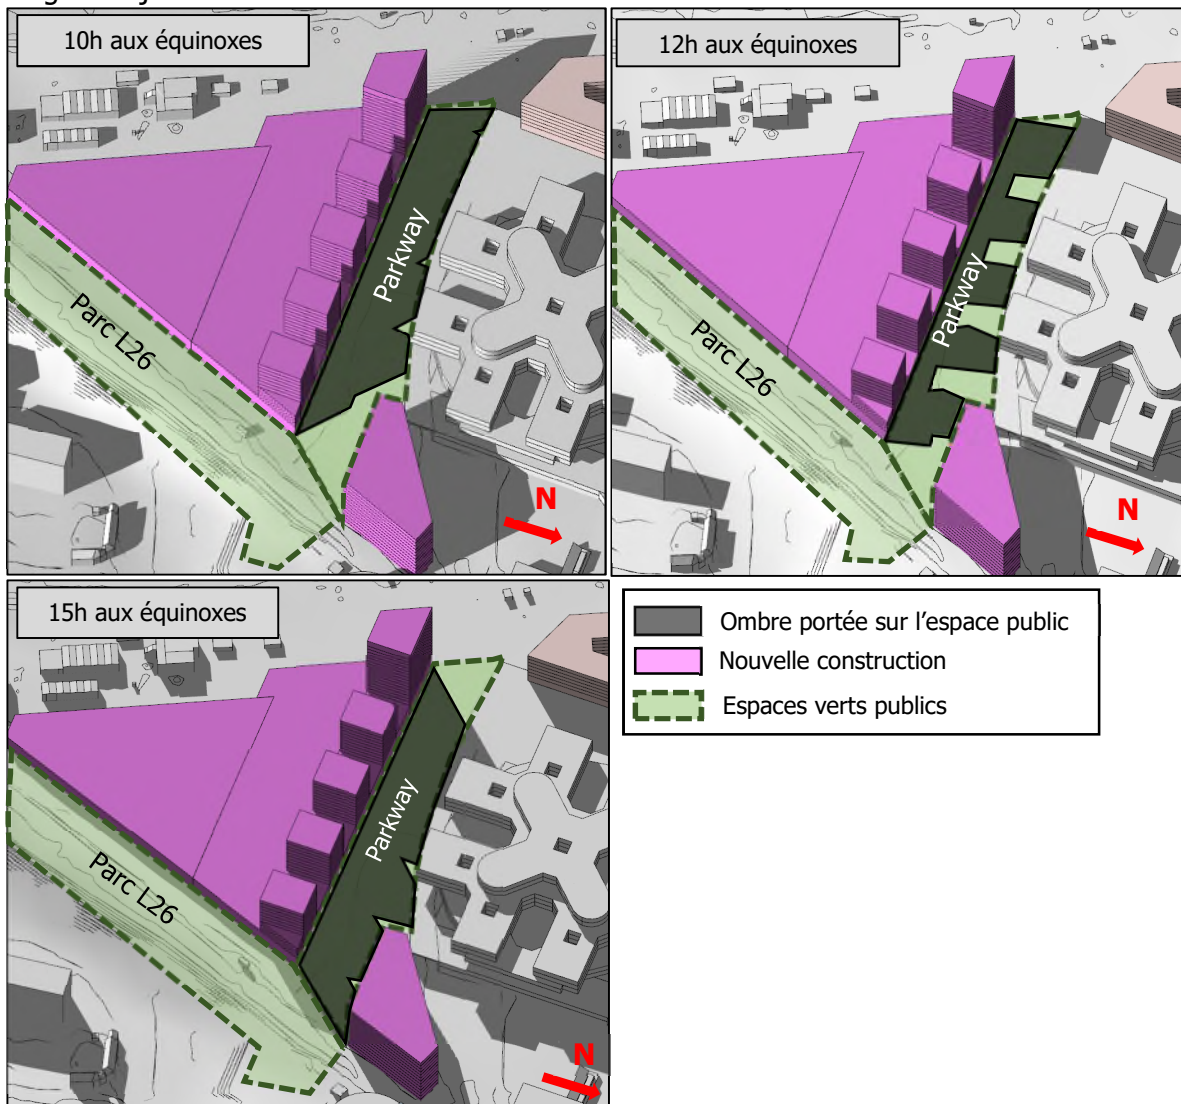 10h aux équinoxes
Parkway
Parc L26
N
12h aux équinoxes
Parkway
Parc L26
N
15h aux équinoxes
Parkway
Parc L26
N
Ombre portée sur l'espace public
Nouvelle construction
Espaces verts publics